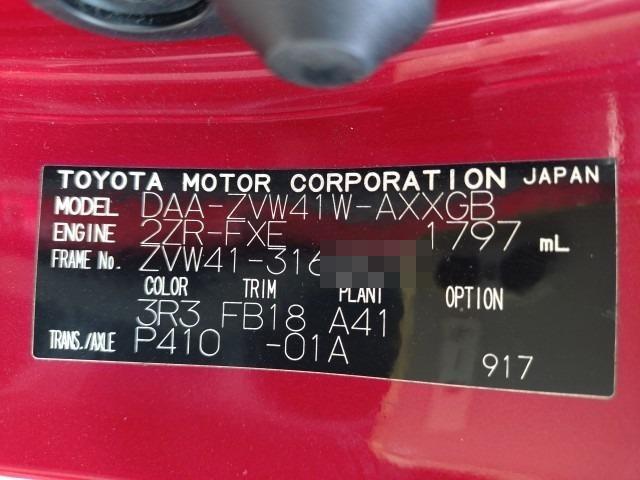 TOYOTA MOTOR CORPORATION JAPAN
MODEL DAA-ZVW41W-AXXGB
ENGINE 2ZR-FXE 1797 mL
FRAME No. ZVW41-316
COLOR TRIM PLANT OPTION
3R3 FB18 A41
TRANS./AXLE P410 -01A 917